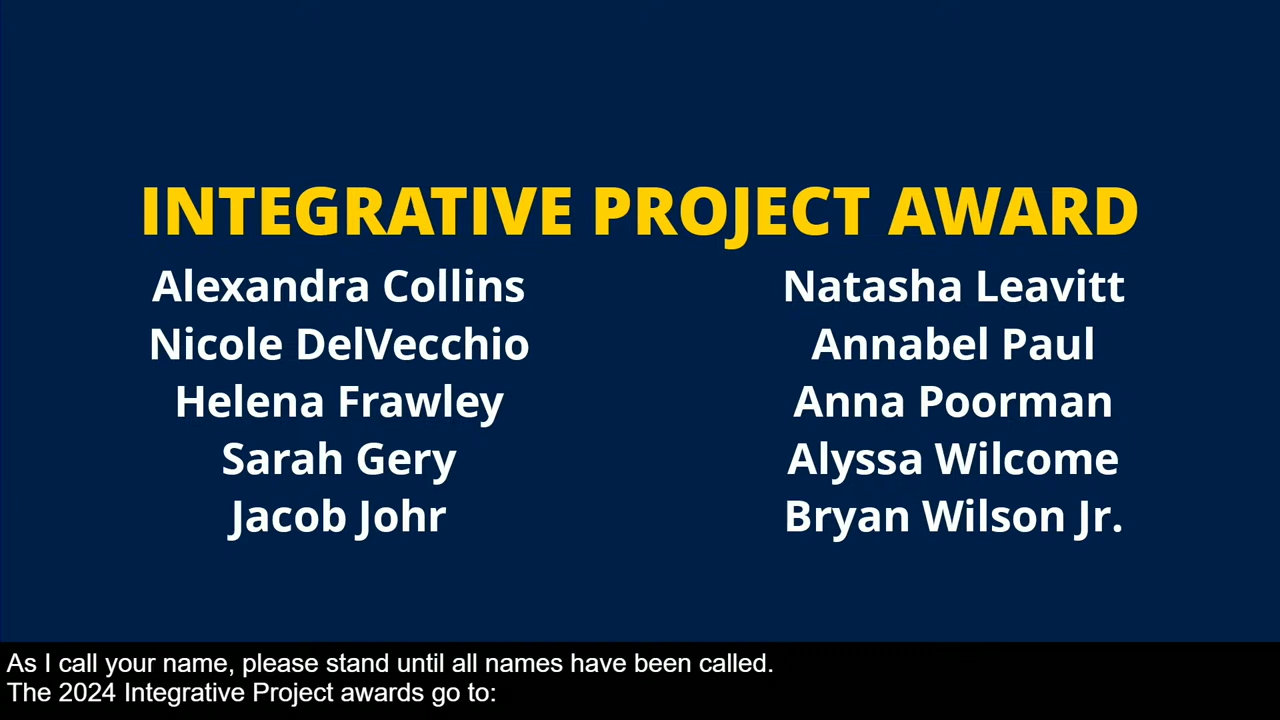 INTEGRATIVE PROJECT AWARD
Alexandra Collins
Nicole DelVecchio
Helena Frawley
Sarah Gery
Jacob Johr
Natasha Leavitt
Annabel Paul
Anna Poorman
Alyssa Wilcome
Bryan Wilson Jr.
As I call your name, please stand until all names have been called.
The 2024 Integrative Project awards go to: